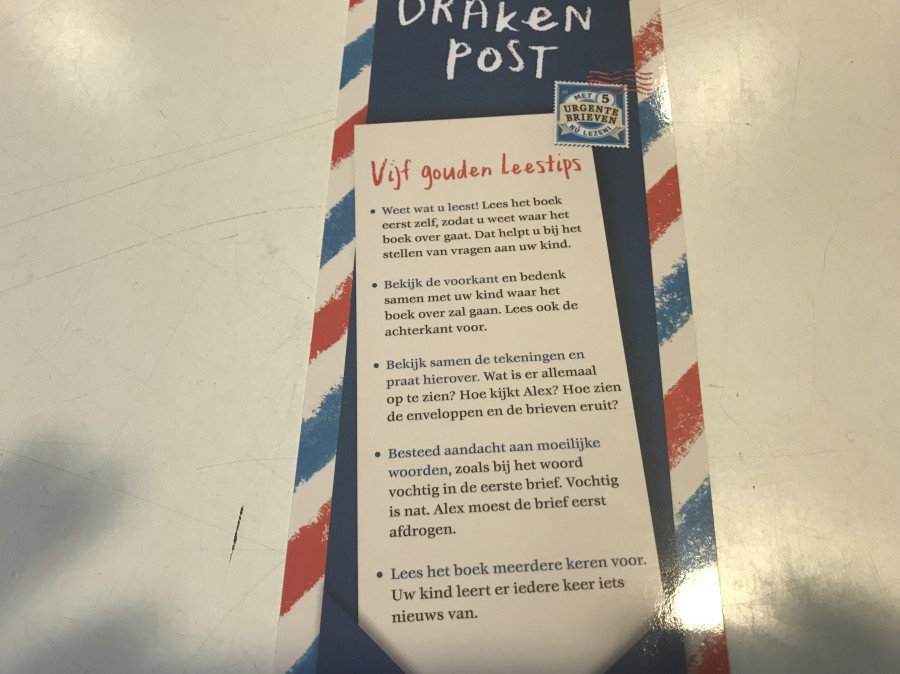 DRAKEN
POST
MET 5
URGENTE
BRIEVEN
NU LEZEN!
Vijf gouden Leestips
• Weet wat u leest! Lees het boek
eerst zelf, zodat u weet waar het
boek over gaat. Dat helpt u bij het
stellen van vragen aan uw kind.
• Bekijk de voorkant en bedenk
samen met uw kind waar het
boek over zal gaan. Lees ook de
achterkant voor.
• Bekijk samen de tekeningen en
praat hierover. Wat is er allemaal
op te zien? Hoe kijkt Alex? Hoe zien
de enveloppen en de brieven eruit?
• Besteed aandacht aan moeilijke
woorden, zoals bij het woord
vochtig in de eerste brief. Vochtig
is nat. Alex moest de brief eerst
afdrogen.
• Lees het boek meerdere keren voor.
Uw kind leert er iedere keer iets
nieuws van.